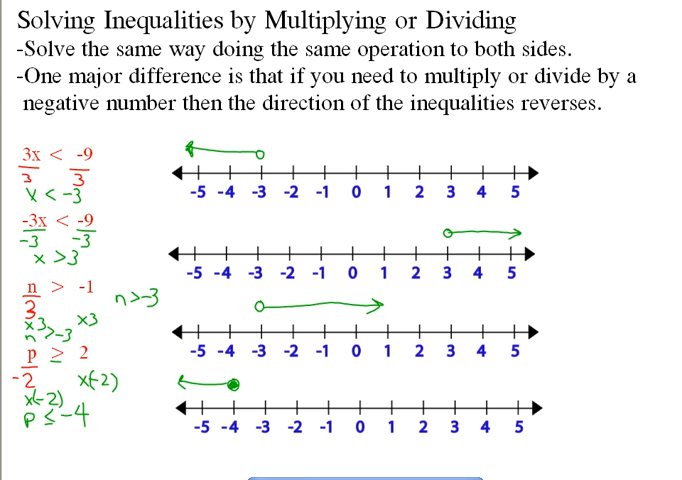 Solving Inequalities by Multiplying or Dividing
-Solve the same way doing the same operation to both sides.
-One major difference is that if you need to multiply or divide by a
negative number then the direction of the inequalities reverses.
3x < -9
3 3
x < -3
-5 -4 -3 -2 -1 0 1 2 3 4 5
-3x < -9
-3 -3
x > 3
-5 -4 -3 -2 -1 0 1 2 3 4 5
n > -1
3
x3 x3
n > -3
n > -3
-5 -4 -3 -2 -1 0 1 2 3 4 5
p ≥ 2
-2
x(-2) x(-2)
p ≤ -4
-5 -4 -3 -2 -1 0 1 2 3 4 5